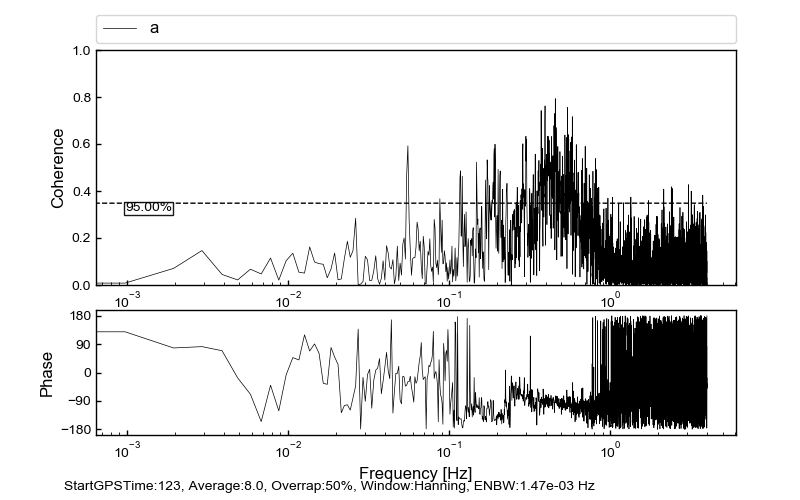 a
1.0
0.8
0.6
0.4
0.2
0.0
Coherence
95.00%
10⁻³ 10⁻² 10⁻¹ 10⁰
180
90
0
−90
−180
Phase
10⁻³ 10⁻² 10⁻¹ 10⁰
Frequency [Hz]
StartGPSTime:123, Average:8.0, Overrap:50%, Window:Hanning, ENBW:1.47e-03 Hz